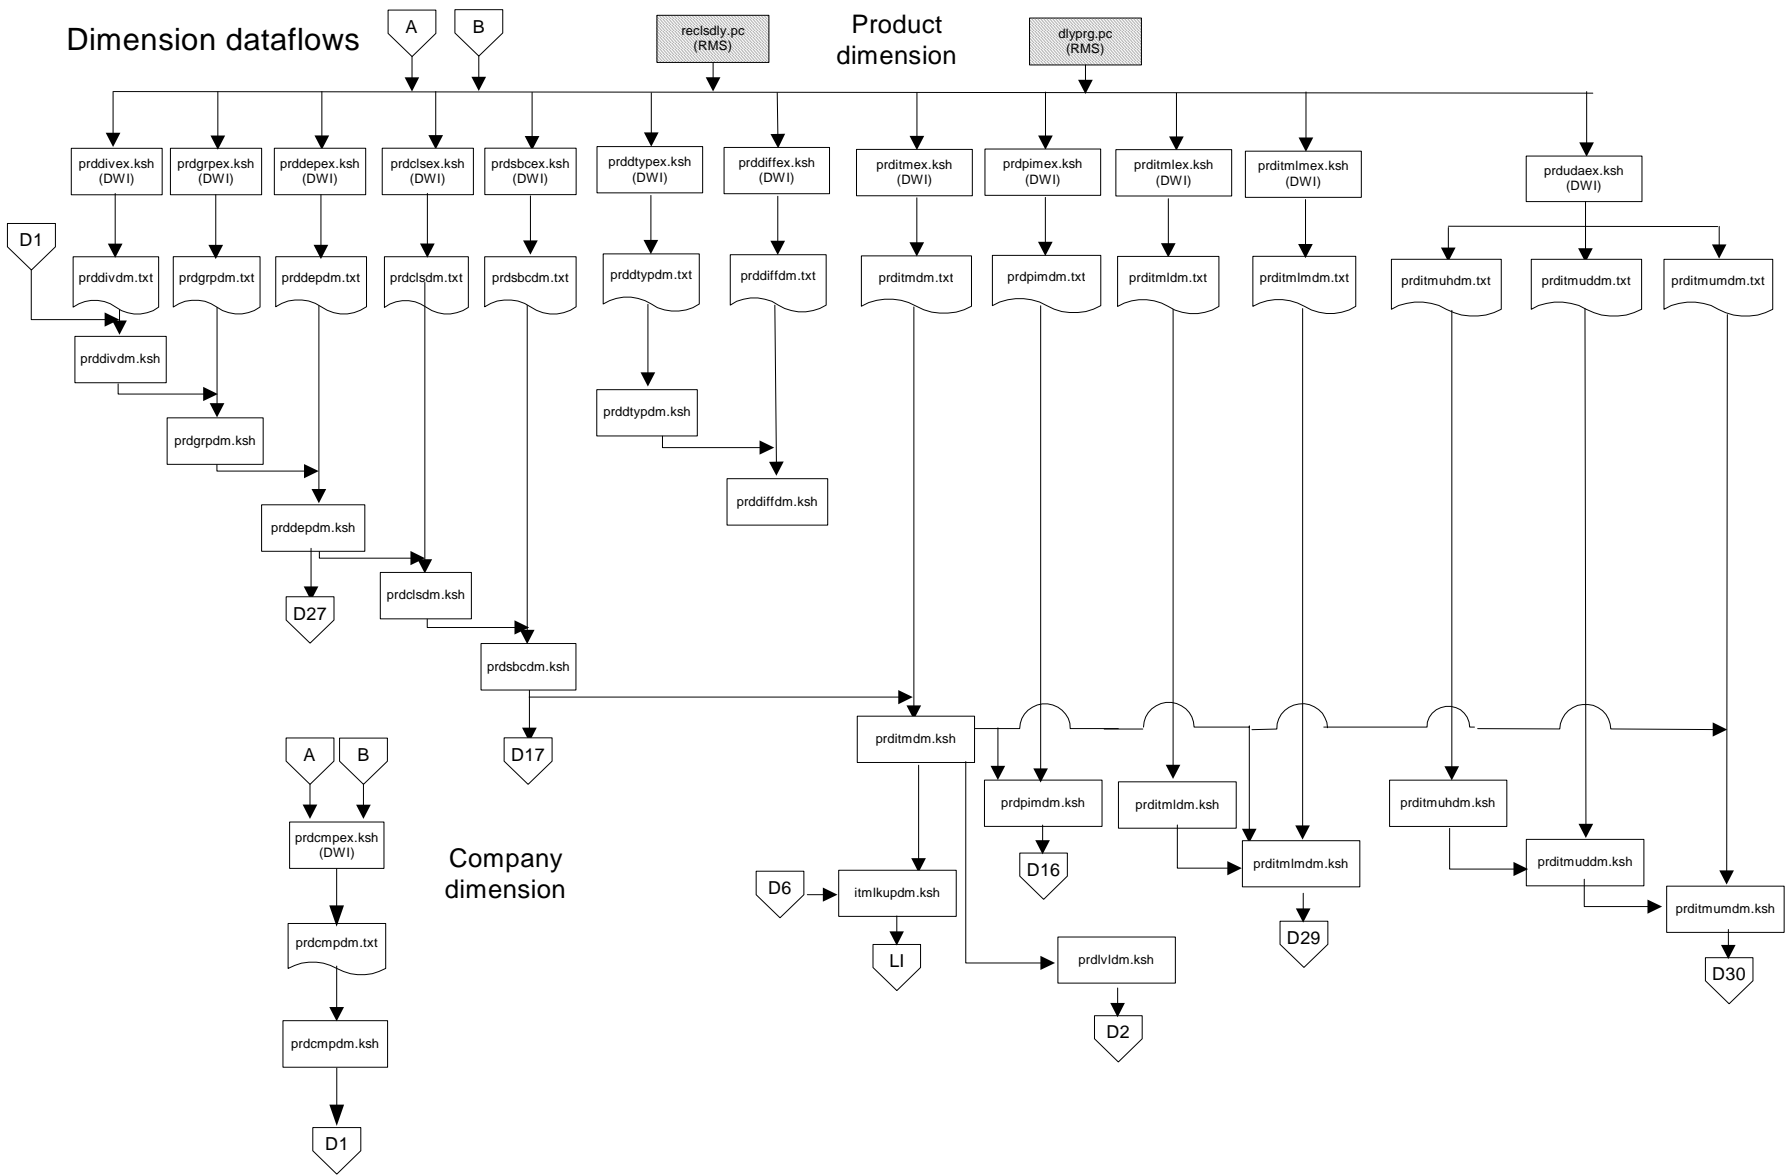 Dimension dataflows
A
B
reclsdly.pc
(RMS)
Product
dimension
dlyprg.pc
(RMS)
prddivex.ksh
(DWI)
prdgrpex.ksh
(DWI)
prddepex.ksh
(DWI)
prdclsex.ksh
(DWI)
prdsbcex.ksh
(DWI)
prddtypex.ksh
(DWI)
prddiffex.ksh
(DWI)
prditmex.ksh
(DWI)
prdpimex.ksh
(DWI)
prditmlex.ksh
(DWI)
prditmlmex.ksh
(DWI)
prdudaex.ksh
(DWI)
D1
prddivdm.txt
prdgrpdm.txt
prddepdm.txt
prdclsdm.txt
prdsbcdm.txt
prddtypdm.txt
prddiffdm.txt
prditmdm.txt
prdpimdm.txt
prditmldm.txt
prditmlmdm.txt
prditmuhdm.txt
prditmuddm.txt
prditmumdm.txt
prddivdm.ksh
prddtypdm.ksh
prdgrpdm.ksh
prddiffdm.ksh
prddepdm.ksh
prdclsdm.ksh
D27
prdsbcdm.ksh
prditmdm.ksh
D17
A
B
prdpimdm.ksh
prditmldm.ksh
prditmuhdm.ksh
prdcmpex.ksh
(DWI)
Company
dimension
D16
prditmlmdm.ksh
prditmuddm.ksh
D6
itmlkupdm.ksh
prditmumdm.ksh
prdcmpdm.txt
LI
prdlvldm.ksh
D29
D30
prdcmpdm.ksh
D2
D1